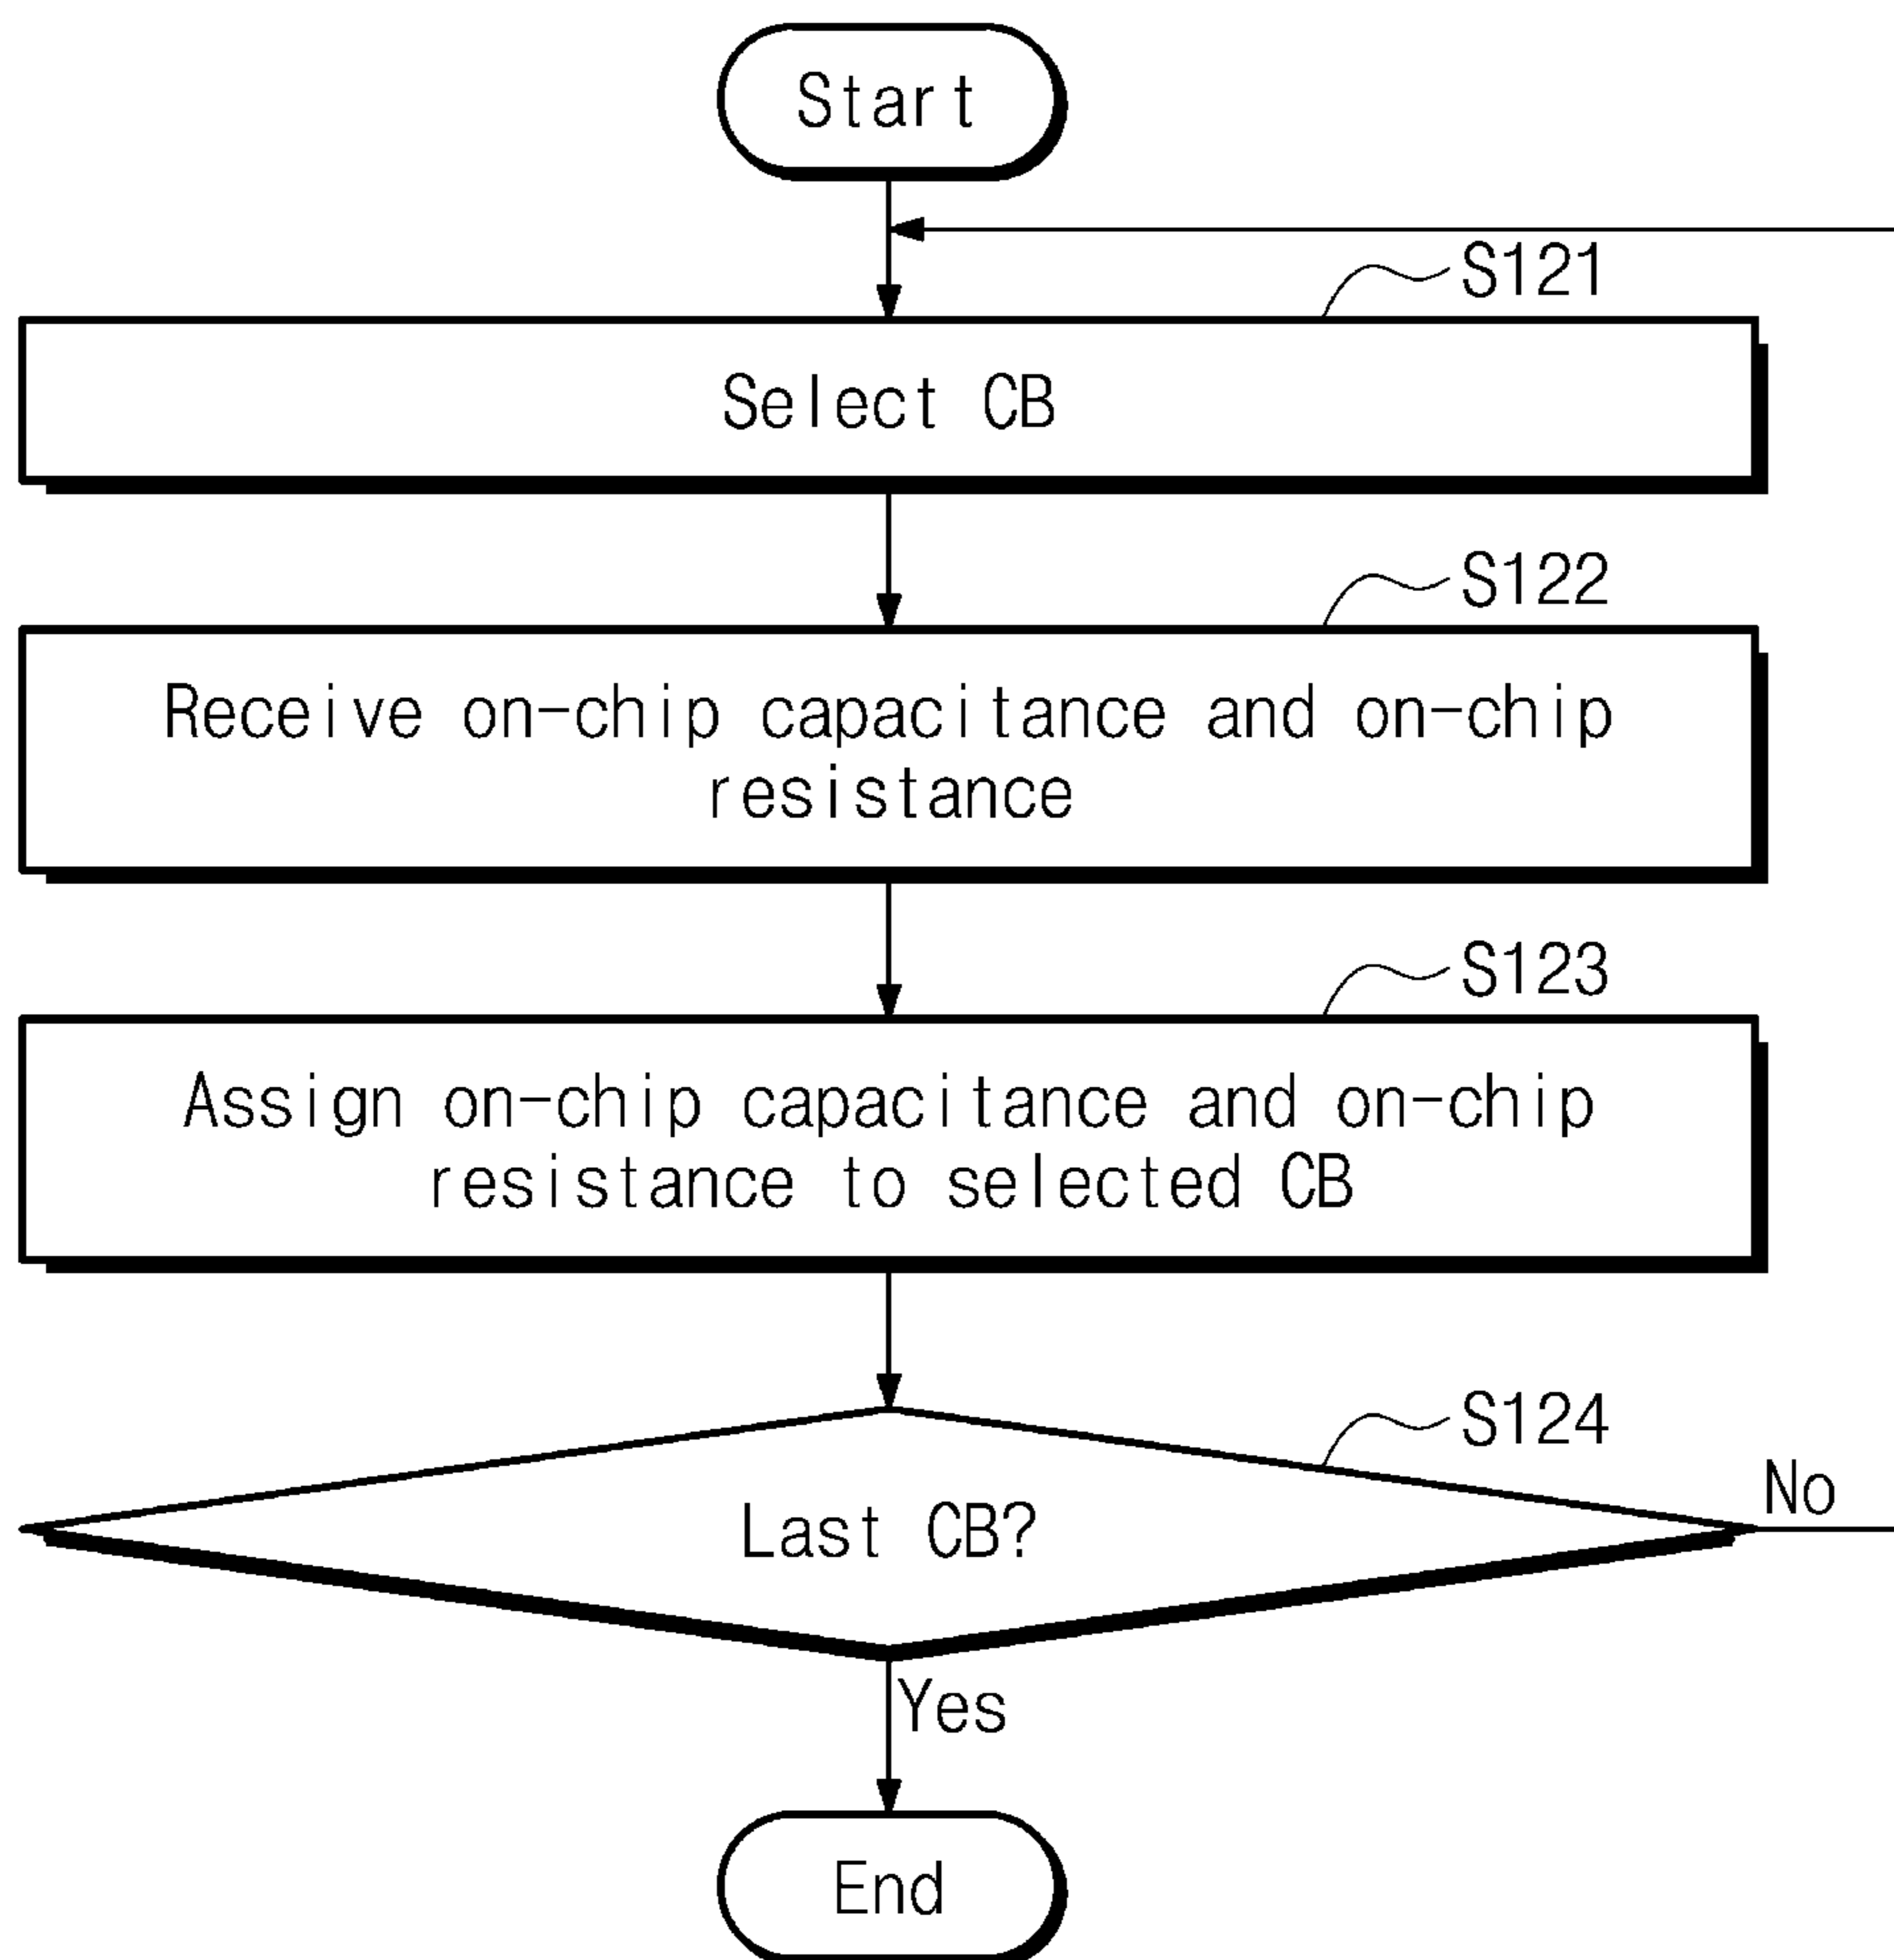 Start
S121
Select CB
S122
Receive on-chip capacitance and on-chip
resistance
S123
Assign on-chip capacitance and on-chip
resistance to selected CB
S124
Last CB?
No
Yes
End